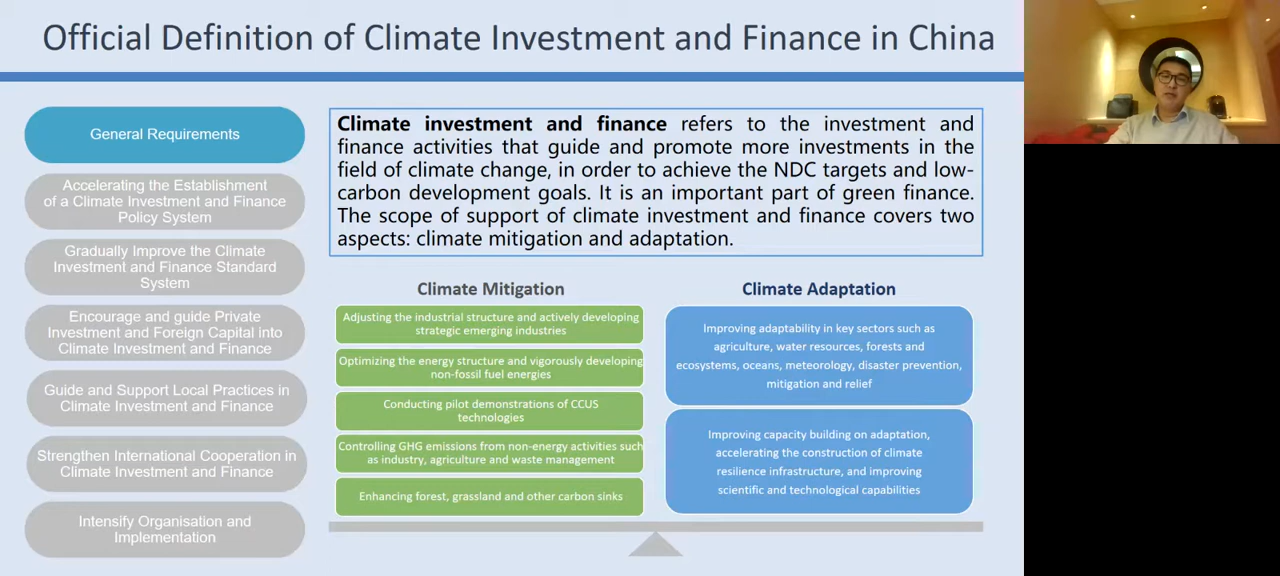 Official Definition of Climate Investment and Finance in China
General Requirements
Accelerating the Establishment
of a Climate Investment and Finance
Policy System
Gradually Improve the Climate
Investment and Finance Standard
System
Encourage and guide Private
Investment and Foreign Capital into
Climate Investment and Finance
Guide and Support Local Practices in
Climate Investment and Finance
Strengthen International Cooperation in
Climate Investment and Finance
Intensify Organisation and
Implementation
Climate investment and finance refers to the investment and
finance activities that guide and promote more investments in the
field of climate change, in order to achieve the NDC targets and low-
carbon development goals. It is an important part of green finance.
The scope of support of climate investment and finance covers two
aspects: climate mitigation and adaptation.
Climate Mitigation
Adjusting the industrial structure and actively developing
strategic emerging industries
Optimizing the energy structure and vigorously developing
non-fossil fuel energies
Conducting pilot demonstrations of CCUS
technologies
Controlling GHG emissions from non-energy activities such
as industry, agriculture and waste management
Enhancing forest, grassland and other carbon sinks
Climate Adaptation
Improving adaptability in key sectors such as
agriculture, water resources, forests and
ecosystems, oceans, meteorology, disaster prevention,
mitigation and relief
Improving capacity building on adaptation,
accelerating the construction of climate
resilience infrastructure, and improving
scientific and technological capabilities